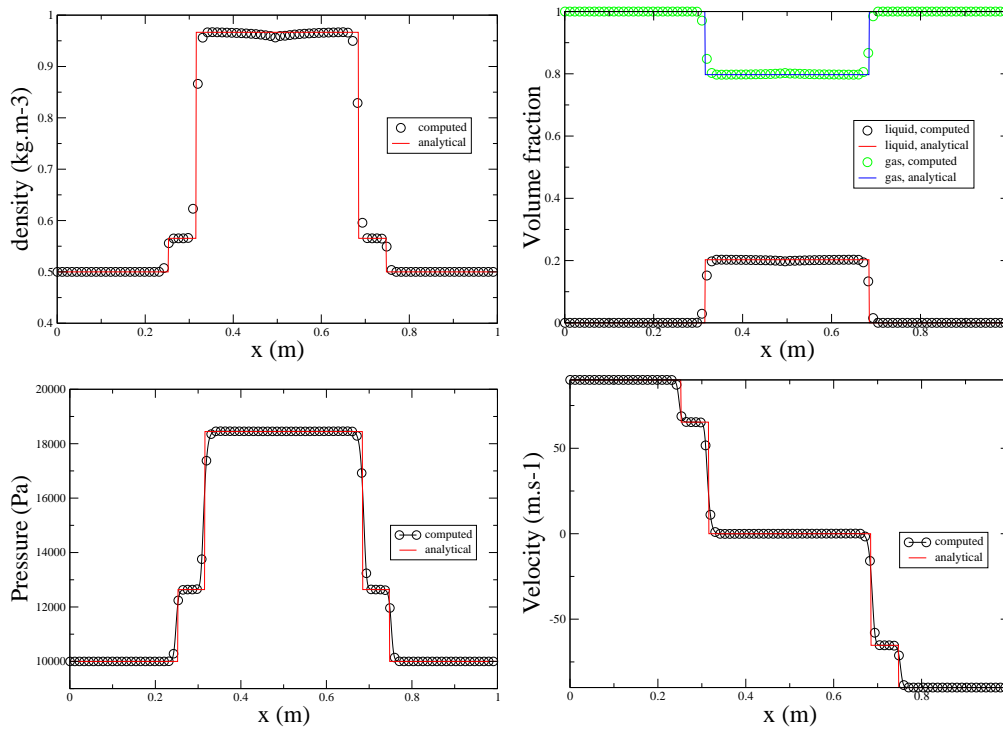 density (kg.m-3)
1
0.9
0.8
0.7
0.6
0.5
0.4
0
0.2
0.4
0.6
0.8
1
x (m)
computed
analytical
Volume fraction
1
0.8
0.6
0.4
0.2
0
0
0.2
0.4
0.6
0.8
x (m)
liquid, computed
liquid, analytical
gas, computed
gas, analytical
Pressure (Pa)
20000
18000
16000
14000
12000
10000
0
0.2
0.4
0.6
0.8
1
x (m)
computed
analytical
Velocity (m.s-1)
50
0
-50
0
0.2
0.4
0.6
0.8
x (m)
computed
analytical